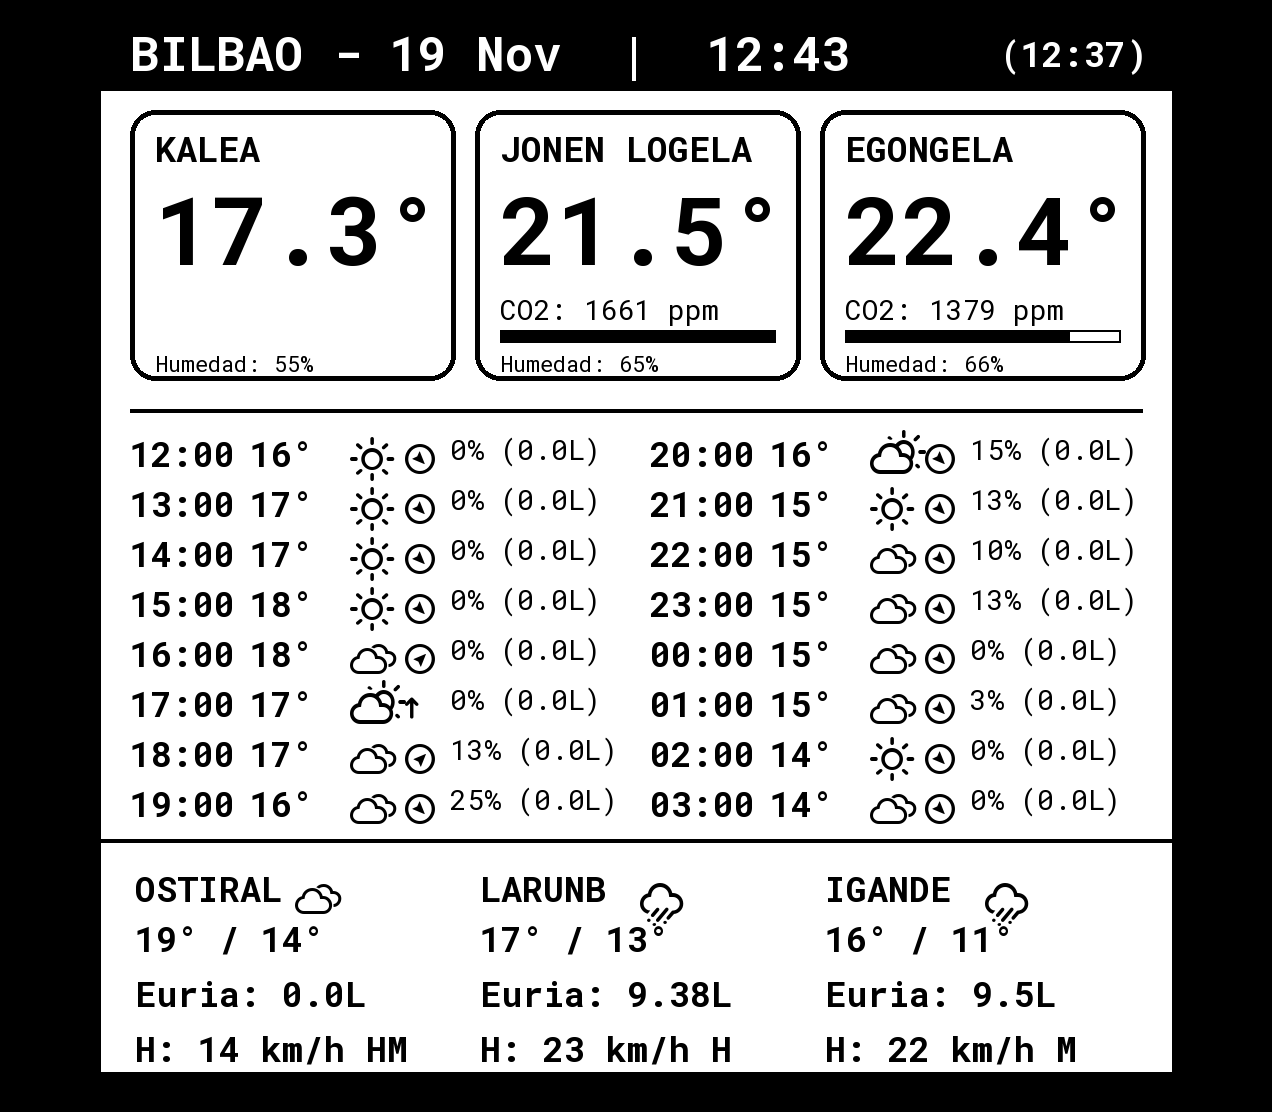 BILBAO - 19 Nov | 12:43 (12:37)
KALEA
17.3°
Humedad: 55%
JONEN LOGELA
21.5°
CO2: 1661 ppm
Humedad: 65%
EGONGELA
22.4°
CO2: 1379 ppm
Humedad: 66%
12:00 16° 0% (0.0L)
13:00 17° 0% (0.0L)
14:00 17° 0% (0.0L)
15:00 18° 0% (0.0L)
16:00 18° 0% (0.0L)
17:00 17° 0% (0.0L)
18:00 17° 13% (0.0L)
19:00 16° 25% (0.0L)
20:00 16° 15% (0.0L)
21:00 15° 13% (0.0L)
22:00 15° 10% (0.0L)
23:00 15° 13% (0.0L)
00:00 15° 0% (0.0L)
01:00 15° 3% (0.0L)
02:00 14° 0% (0.0L)
03:00 14° 0% (0.0L)
OSTIRAL
19° / 14°
Euria: 0.0L
H: 14 km/h HM
LARUNB
17° / 13°
Euria: 9.38L
H: 23 km/h H
IGANDE
16° / 11°
Euria: 9.5L
H: 22 km/h M